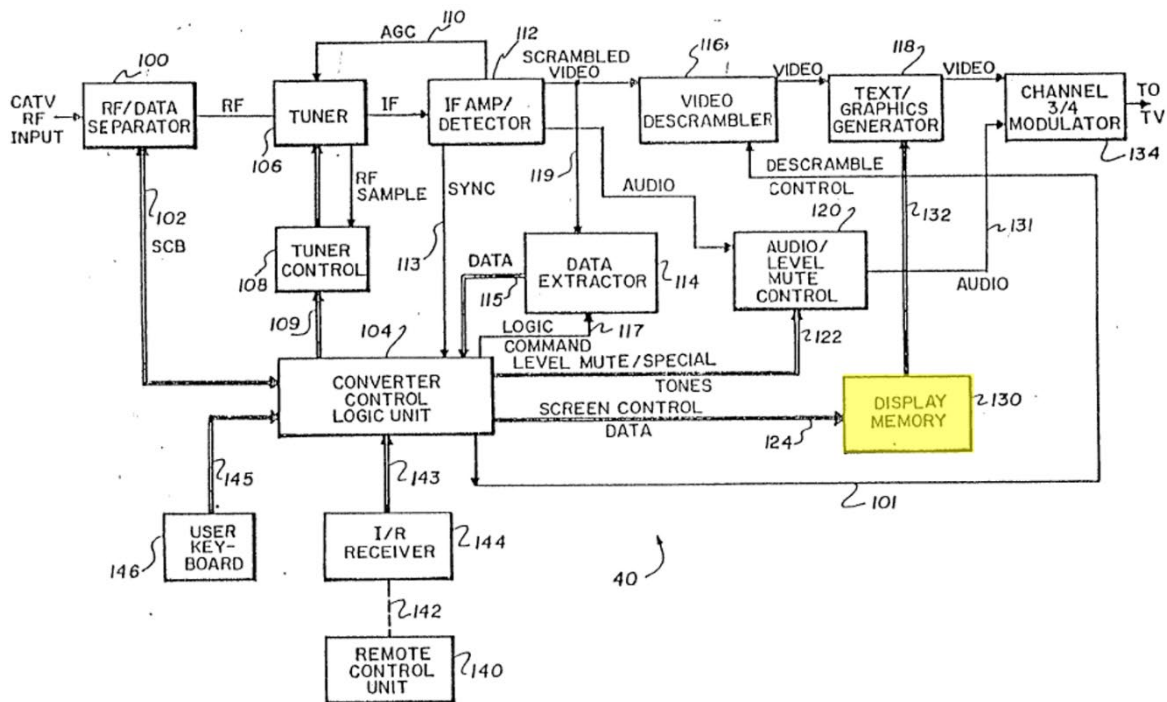 110
AGC
112
SCRAMBLED
VIDEO
116
VIDEO
118
VIDEO
100
CATV
RF
INPUT
RF/DATA
SEPARATOR
RF
TUNER
106
IF
IF AMP/
DETECTOR
VIDEO
DESCRAMBLER
TEXT/
GRAPHICS
GENERATOR
CHANNEL
3/4
MODULATOR
134
TO
TV
102
SCB
RF
SAMPLE
SYNC
113
119
AUDIO
DESCRAMBLE
CONTROL
132
131
TUNER
CONTROL
108
109
DATA
115
DATA
EXTRACTOR
114
120
AUDIO/
LEVEL
MUTE
CONTROL
AUDIO
122
104
LOGIC
COMMAND
117
LEVEL MUTE/SPECIAL
TONES
CONVERTER
CONTROL
LOGIC UNIT
SCREEN CONTROL
DATA
124
DISPLAY
MEMORY
130
145
143
101
USER
KEY-
BOARD
146
I/R
RECEIVER
144
40
142
REMOTE
CONTROL
UNIT
140